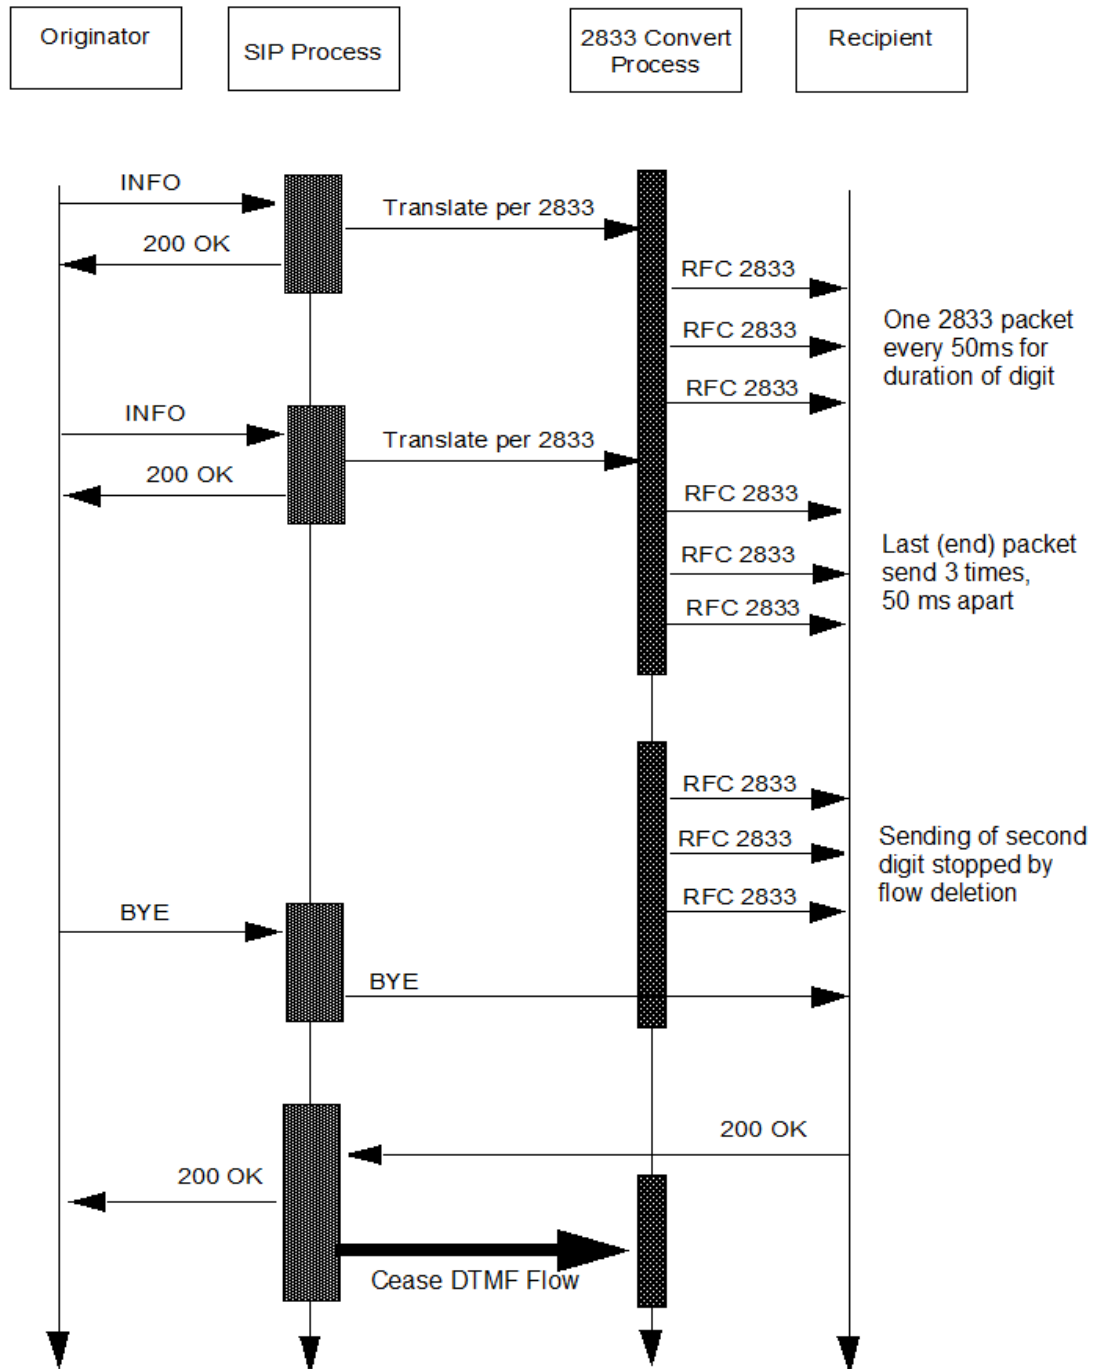 Originator
SIP Process
2833 Convert
Process
Recipient
INFO
Translate per 2833
200 OK
RFC 2833
RFC 2833
RFC 2833
One 2833 packet
every 50ms for
duration of digit
INFO
Translate per 2833
200 OK
RFC 2833
RFC 2833
RFC 2833
Last (end) packet
send 3 times,
50 ms apart
RFC 2833
RFC 2833
RFC 2833
Sending of second
digit stopped by
flow deletion
BYE
BYE
200 OK
200 OK
Cease DTMF Flow